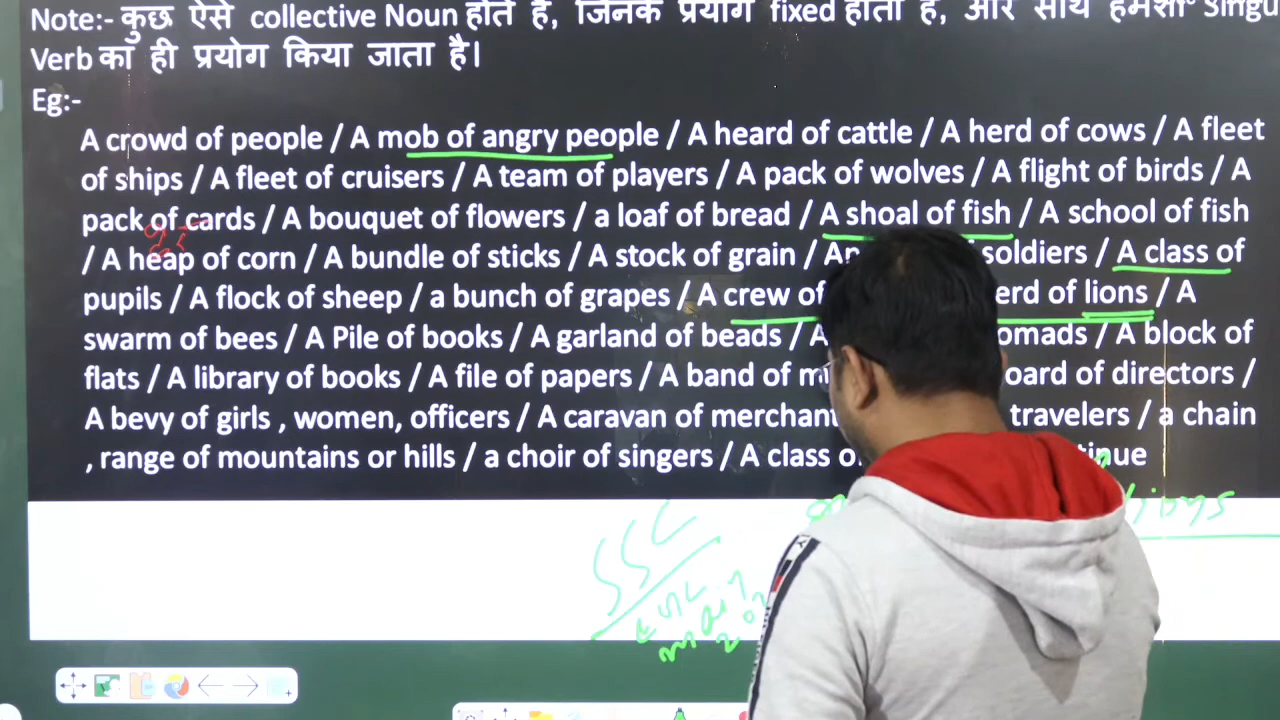 Note:- कुछ ऐसे collective Noun होते है, जिनके प्रयोग fixed होता है, और साथ हमेशा Singu
Verb का ही प्रयोग किया जाता है।
Eg:-
A crowd of people / A mob of angry people / A heard of cattle / A herd of cows / A fleet
of ships / A fleet of cruisers / A team of players / A pack of wolves / A flight of birds / A
pack of cards / A bouquet of flowers / a loaf of bread / A shoal of fish / A school of fish
/ A heap of corn / A bundle of sticks / A stock of grain / An soldiers / A class of
pupils / A flock of sheep / a bunch of grapes / A crew of erd of lions / A
swarm of bees / A Pile of books / A garland of beads / A omads / A block of
flats / A library of books / A file of papers / A band of oard of directors /
A bevy of girls , women, officers / A caravan of merchant travelers / a chain
, range of mountains or hills / a choir of singers / A class tinue
lions
SSC